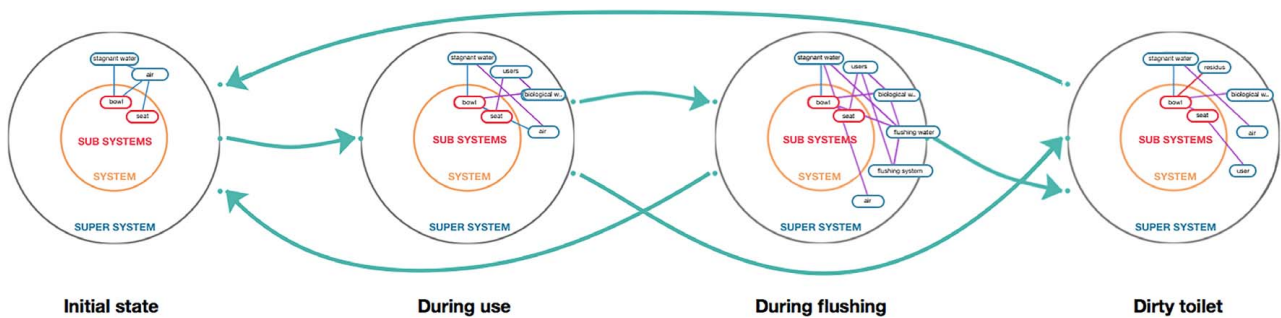 stagnant water
air
bowl
seat
SUB SYSTEMS
SYSTEM
SUPER SYSTEM
Initial state
stagnant water
users
biological w..
bowl
seat
air
SUB SYSTEMS
SYSTEM
SUPER SYSTEM
During use
stagnant water
users
biological w..
bowl
seat
flushing water
SUB SYSTEMS
flushing system
SYSTEM
air
SUPER SYSTEM
During flushing
stagnant water
residus
biological w..
bowl
seat
air
SUB SYSTEMS
user
SYSTEM
SUPER SYSTEM
Dirty toilet